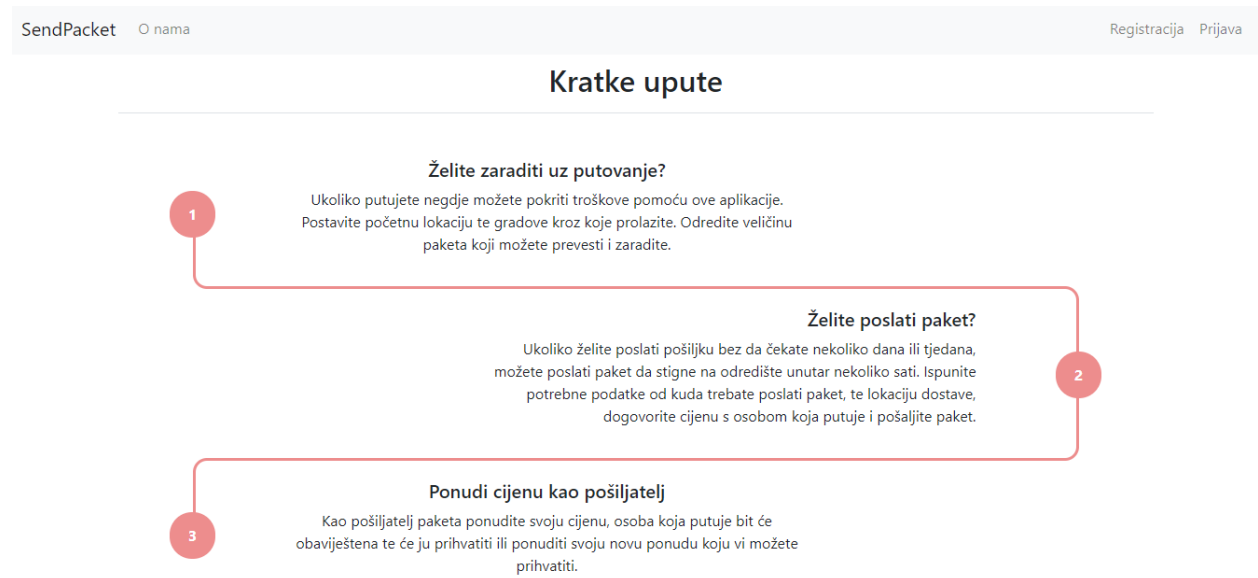 SendPacket O nama Registracija Prijava
Kratke upute
Želite zaraditi uz putovanje?
1
Ukoliko putujete negdje možete pokriti troškove pomoću ove aplikacije.
Postavite početnu lokaciju te gradove kroz koje prolazite. Odredite veličinu
paketa koji možete prevesti i zaradite.
Želite poslati paket?
Ukoliko želite poslati pošiljku bez da čekate nekoliko dana ili tjedana,
možete poslati paket da stigne na odredište unutar nekoliko sati. Ispunite
2
potrebne podatke od kuda trebate poslati paket, te lokaciju dostave,
dogovorite cijenu s osobom koja putuje i pošaljite paket.
Ponudi cijenu kao pošiljatelj
3
Kao pošiljatelj paketa ponudite svoju cijenu, osoba koja putuje bit će
obaviještena te će ju prihvatiti ili ponuditi svoju novu ponudu koju vi možete
prihvatiti.